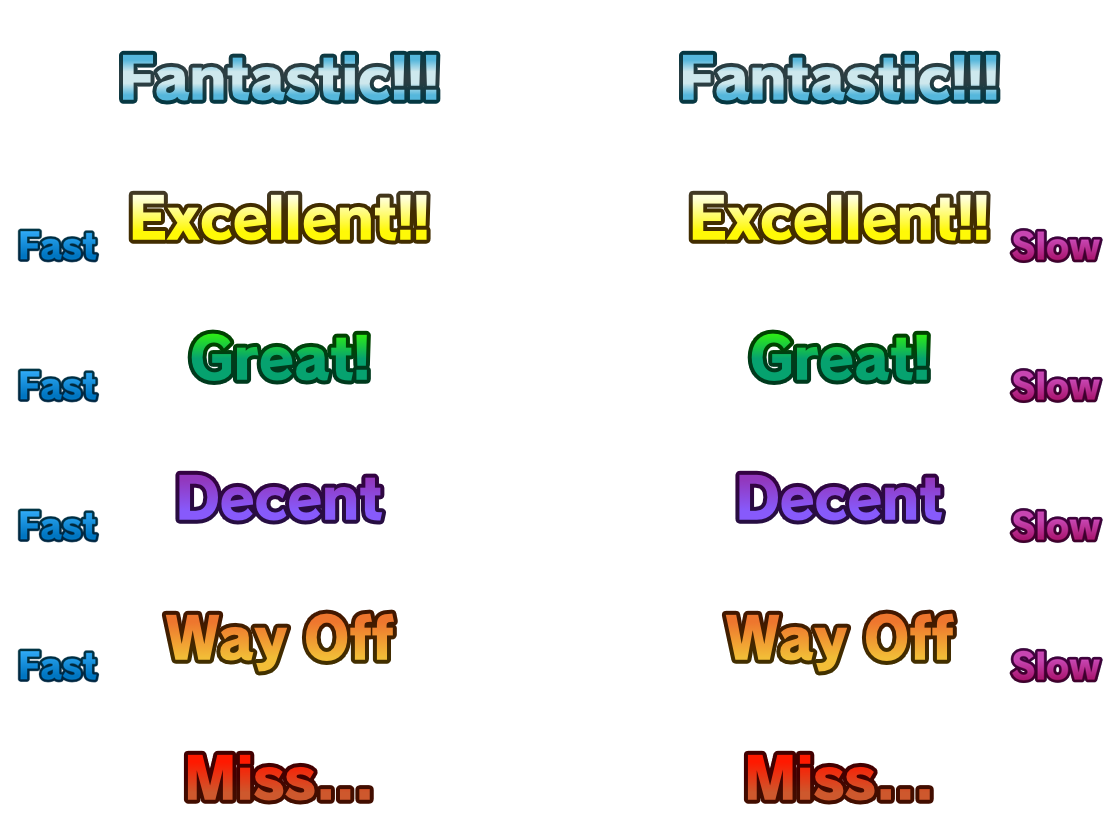 Fantastic!!! Fantastic!!!
Fast Excellent!! Excellent!! Slow
Fast Great! Great! Slow
Fast Decent Decent Slow
Fast Way Off Way Off Slow
Miss... Miss...